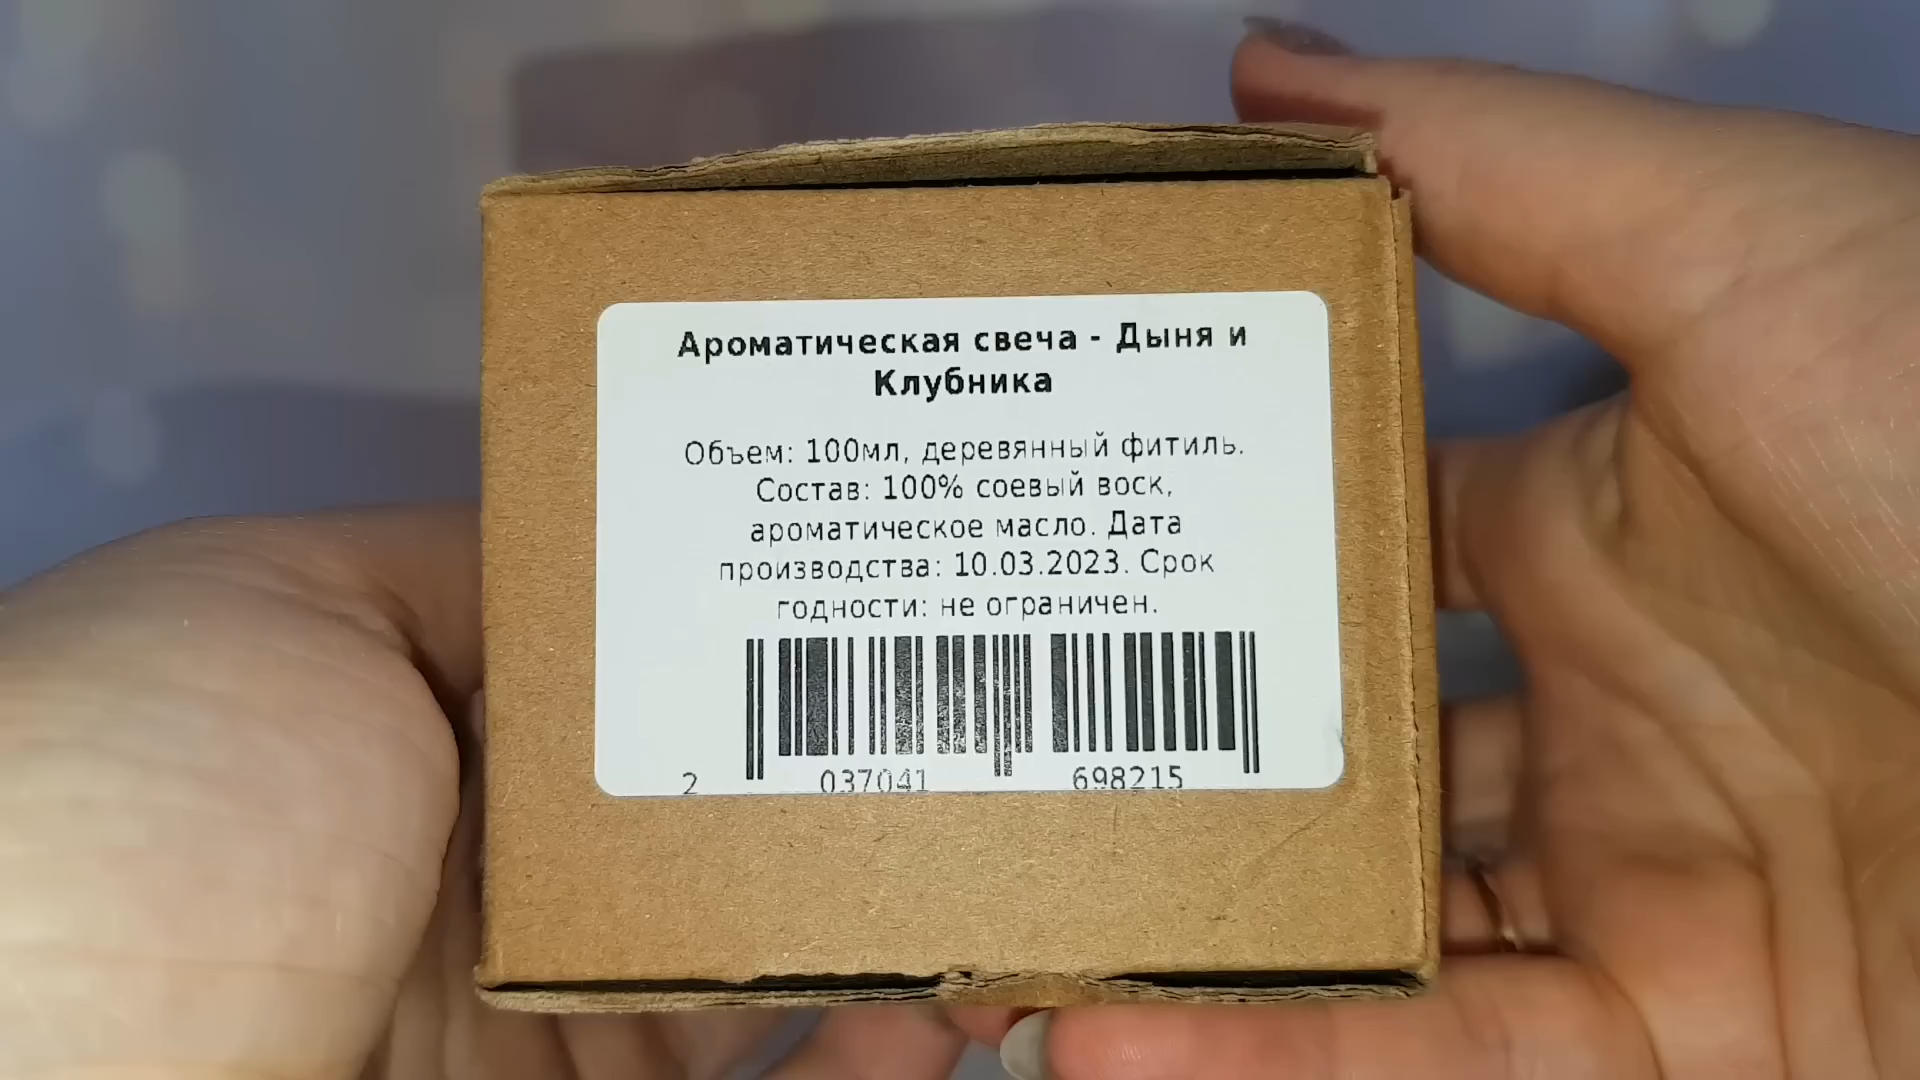 Ароматическая свеча - Дыня и
Клубника
Объем: 100мл, деревянный фитиль.
Состав: 100% соевый воск,
ароматическое масло. Дата
производства: 10.03.2023. Срок
годности: не ограничен.
2 037041 698215